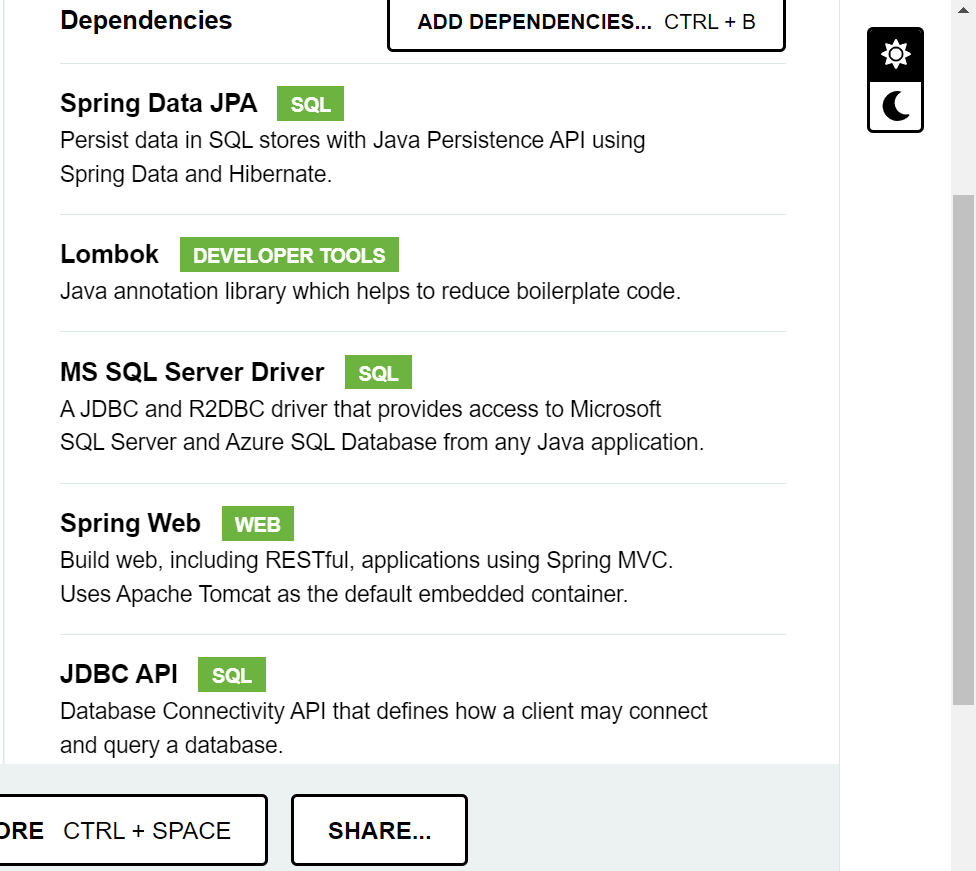 Dependencies
ADD DEPENDENCIES... CTRL + B
Spring Data JPA SQL
Persist data in SQL stores with Java Persistence API using
Spring Data and Hibernate.
Lombok DEVELOPER TOOLS
Java annotation library which helps to reduce boilerplate code.
MS SQL Server Driver SQL
A JDBC and R2DBC driver that provides access to Microsoft
SQL Server and Azure SQL Database from any Java application.
Spring Web WEB
Build web, including RESTful, applications using Spring MVC.
Uses Apache Tomcat as the default embedded container.
JDBC API SQL
Database Connectivity API that defines how a client may connect
and query a database.
ORE CTRL + SPACE
SHARE...